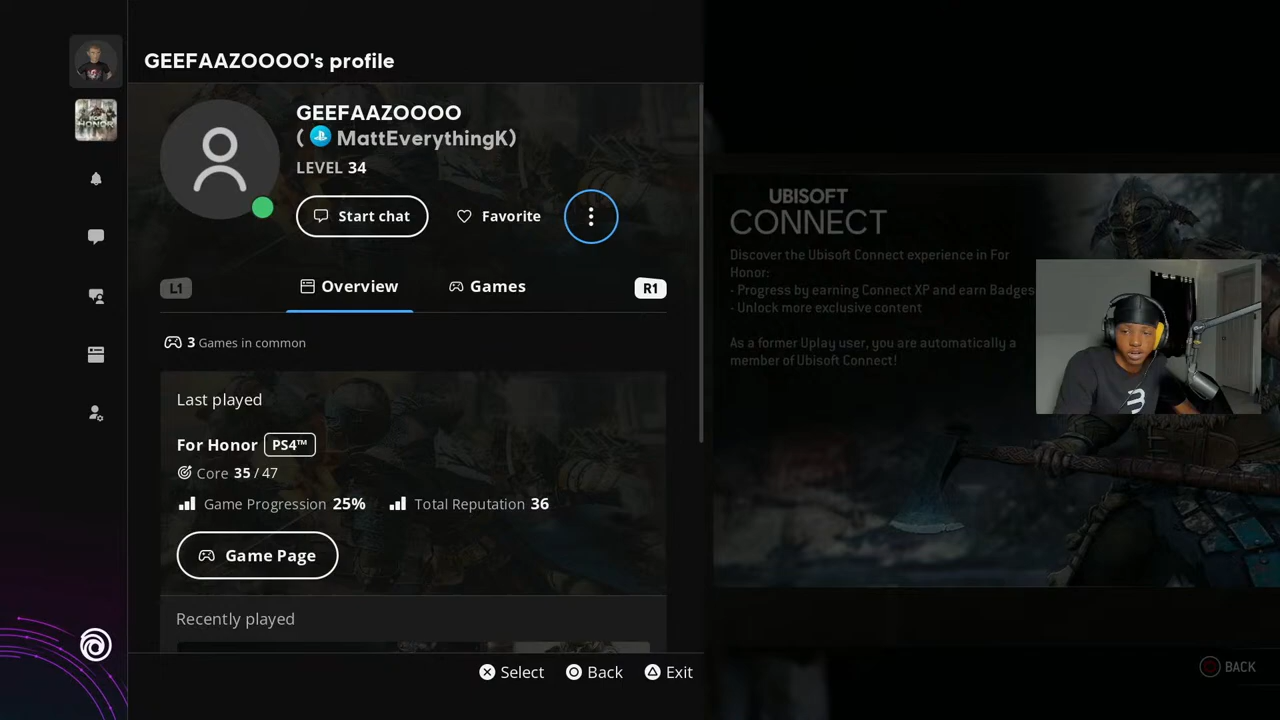 GEEFAAZOOOO's profile
GEEFAAZOOOO
( MattEverythingK)
LEVEL 34
Start chat
Favorite
L1
Overview
Games
R1
3 Games in common
Last played
For Honor PS4™
Core 35 / 47
Game Progression 25%
Total Reputation 36
Game Page
Recently played
Select
Back
Exit
FOR HONOR
UBISOFT
CONNECT
Discover the Ubisoft Connect experience in For
Honor:
- Progress by earning Connect XP and earn Badges
- Unlock more exclusive content
As a former Uplay user, you are automatically a
member of Ubisoft Connect!
BACK